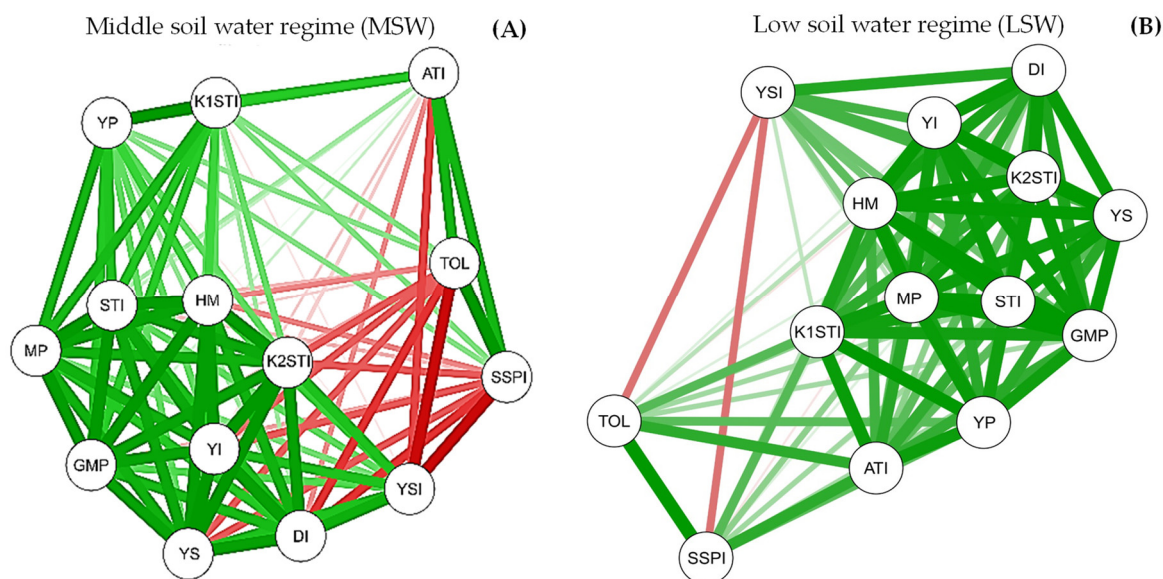 Middle soil water regime (MSW)
(A)
Low soil water regime (LSW)
(B)
ATI
K1STI
YP
TOL
STI
HM
MP
K2STI
SSPI
YI
GMP
YSI
DI
YS
DI
YSI
YI
K2STI
HM
YS
MP
STI
K1STI
GMP
TOL
YP
ATI
SSPI